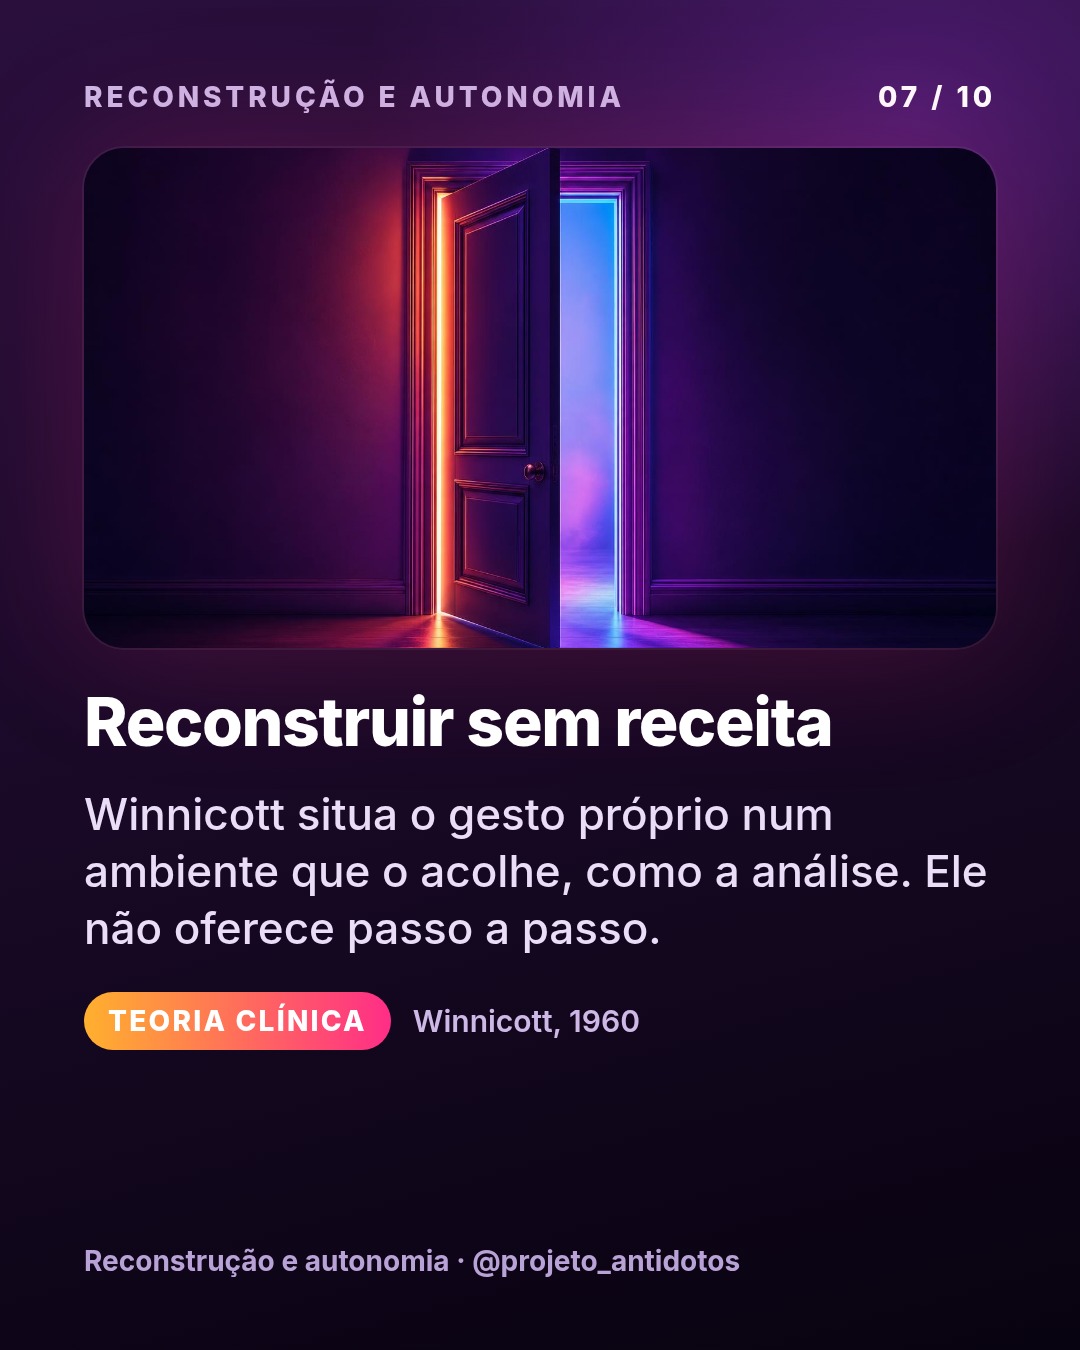 RECONSTRUÇÃO E AUTONOMIA
07 / 10
Reconstruir sem receita
Winnicott situa o gesto próprio num
ambiente que o acolhe, como a análise. Ele
não oferece passo a passo.
TEORIA CLÍNICA
Winnicott, 1960
Reconstrução e autonomia · @projeto_antidotos